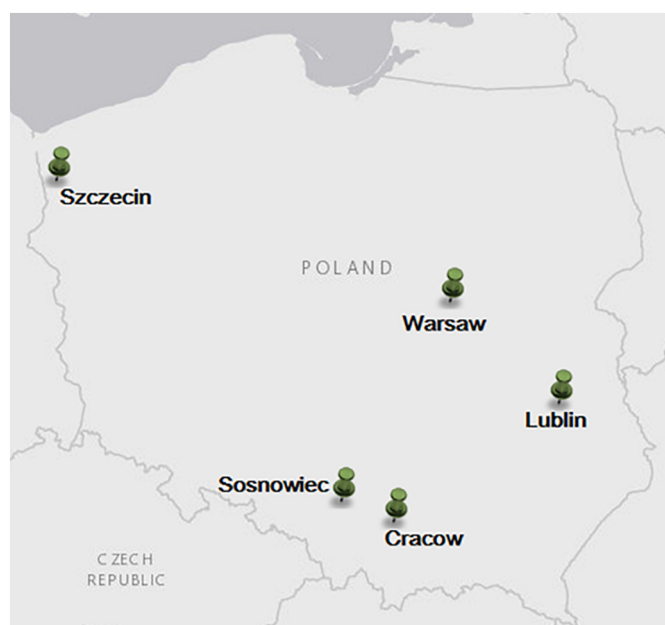 Szczecin
POLAND
Warsaw
Lublin
Sosnowiec
Cracow
CZECH
REPUBLIC